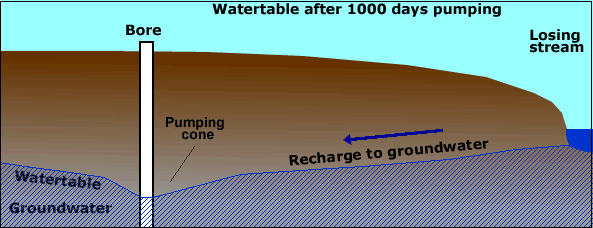 Watertable after 1000 days pumping
Bore
Losing
stream
Pumping
cone
Recharge to groundwater
Watertable
Groundwater